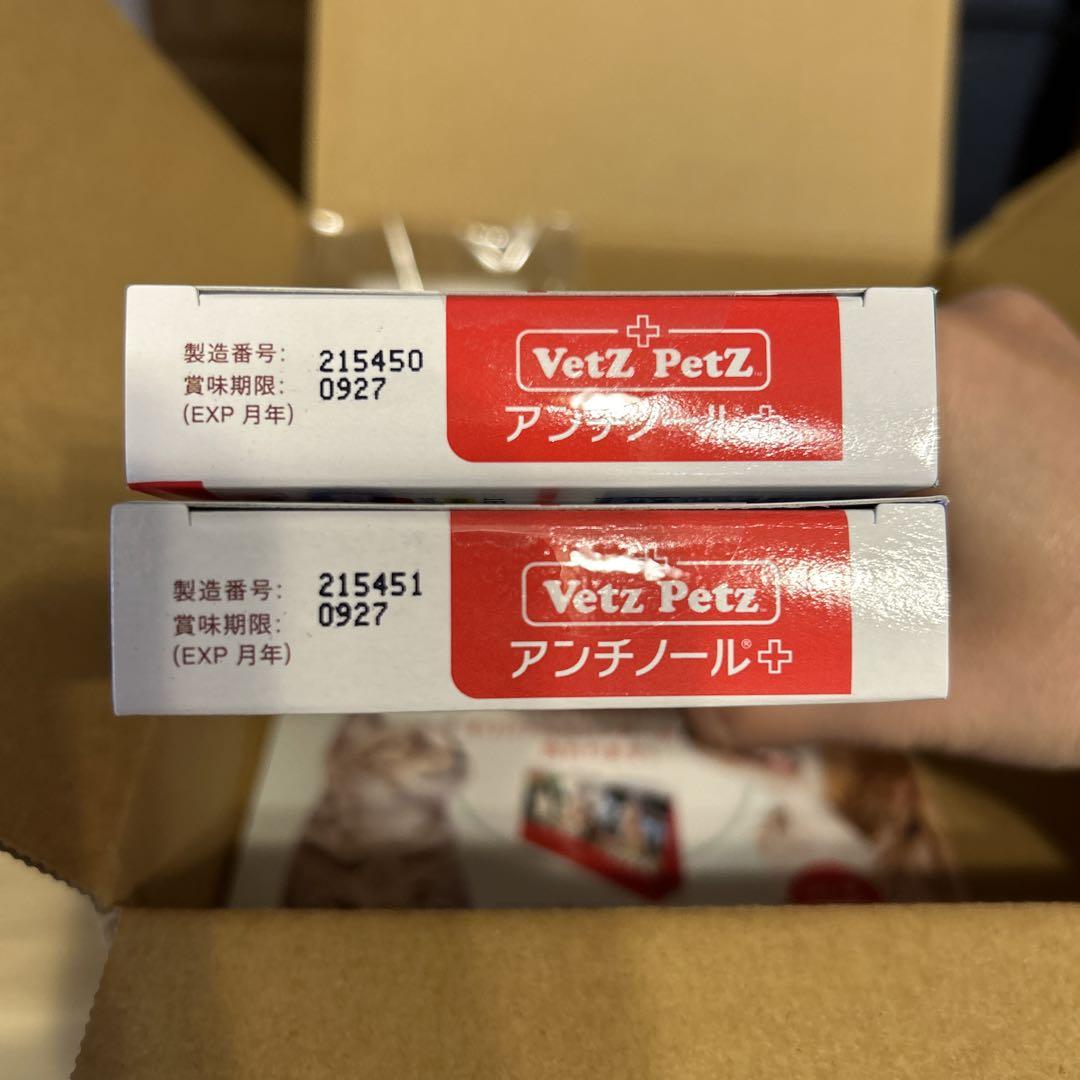 製造番号: 215450
賞味期限: 0927
(EXP 月年)
VetZ PetZ™
アンチノール+
製造番号: 215451
賞味期限: 0927
(EXP 月年)
Vetz Petz™
アンチノール®+